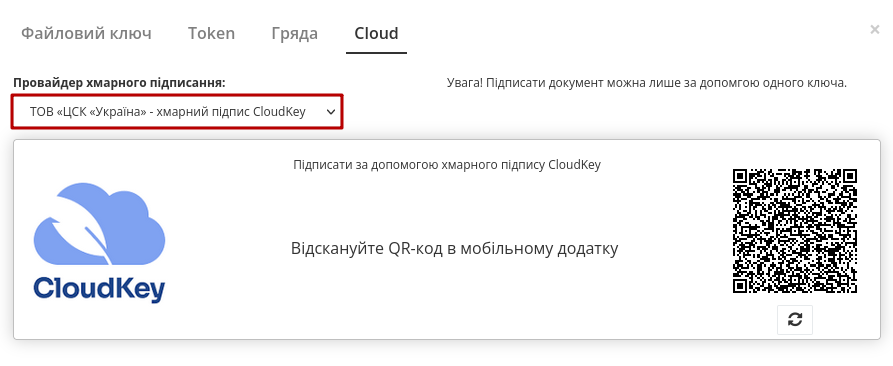 Файловий ключ Token Гряда Cloud ×
Провайдер хмарного підписання: Увага! Підписати документ можна лише за допомгою одного ключа.
ТОВ «ЦСК «Україна» - хмарний підпис CloudKey
Підписати за допомогою хмарного підпису CloudKey
Відскануйте QR-код в мобільному додатку
CloudKey